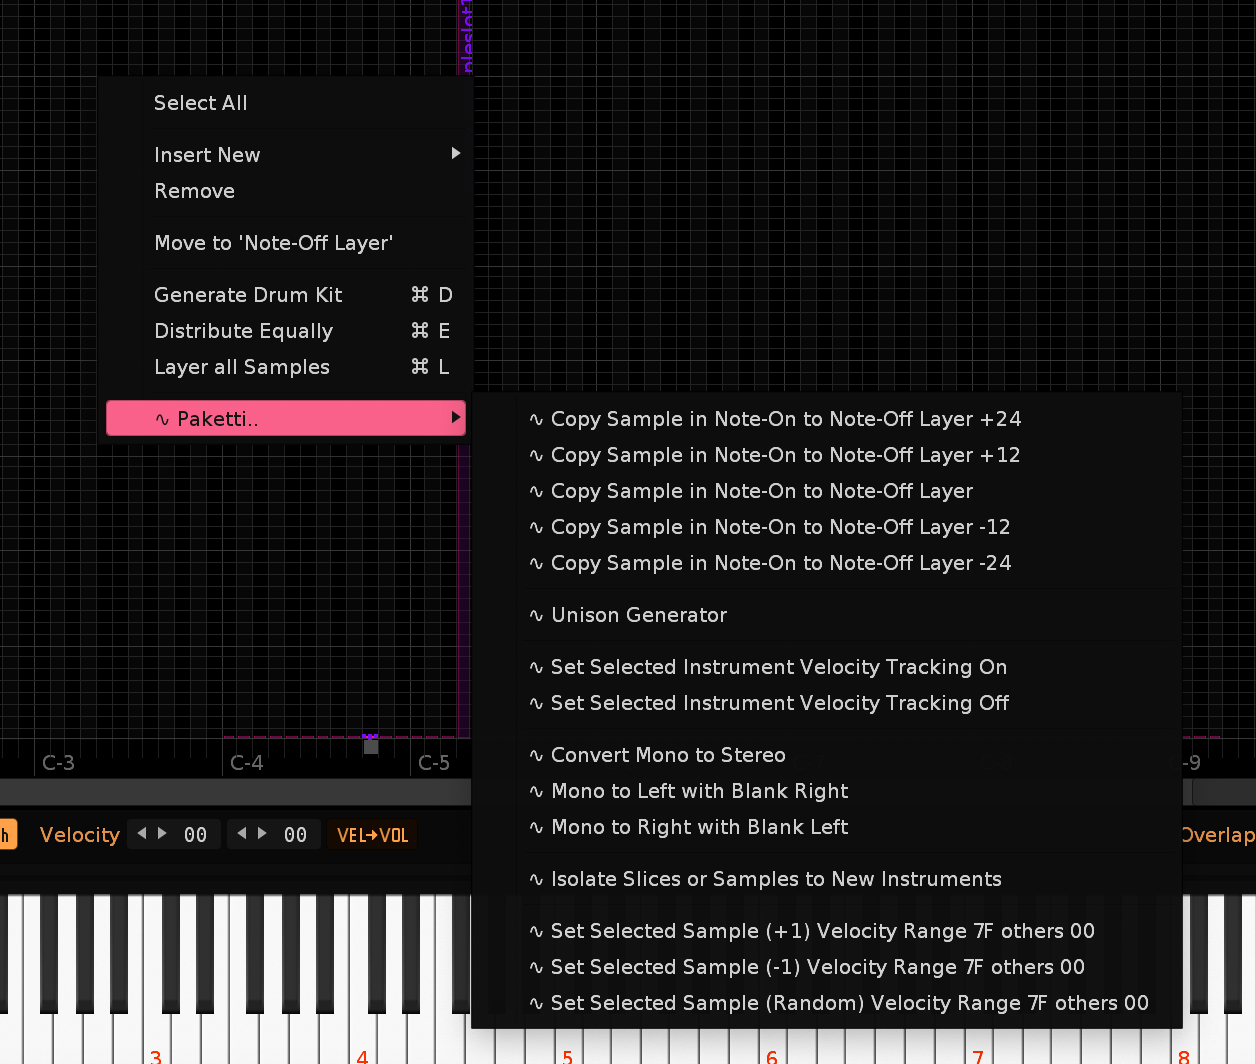 pleslot1
Select All
Insert New
Remove
Move to 'Note-Off Layer'
Generate Drum Kit ⌘ D
Distribute Equally ⌘ E
Layer all Samples ⌘ L
∿ Paketti..
∿ Copy Sample in Note-On to Note-Off Layer +24
∿ Copy Sample in Note-On to Note-Off Layer +12
∿ Copy Sample in Note-On to Note-Off Layer
∿ Copy Sample in Note-On to Note-Off Layer -12
∿ Copy Sample in Note-On to Note-Off Layer -24
∿ Unison Generator
∿ Set Selected Instrument Velocity Tracking On
∿ Set Selected Instrument Velocity Tracking Off
∿ Convert Mono to Stereo
∿ Mono to Left with Blank Right
∿ Mono to Right with Blank Left
∿ Isolate Slices or Samples to New Instruments
∿ Set Selected Sample (+1) Velocity Range 7F others 00
∿ Set Selected Sample (-1) Velocity Range 7F others 00
∿ Set Selected Sample (Random) Velocity Range 7F others 00
C-3 C-4 C-5 -9
h Velocity 00 00 VEL→VOL Overlap
3 4 5 6 7 8